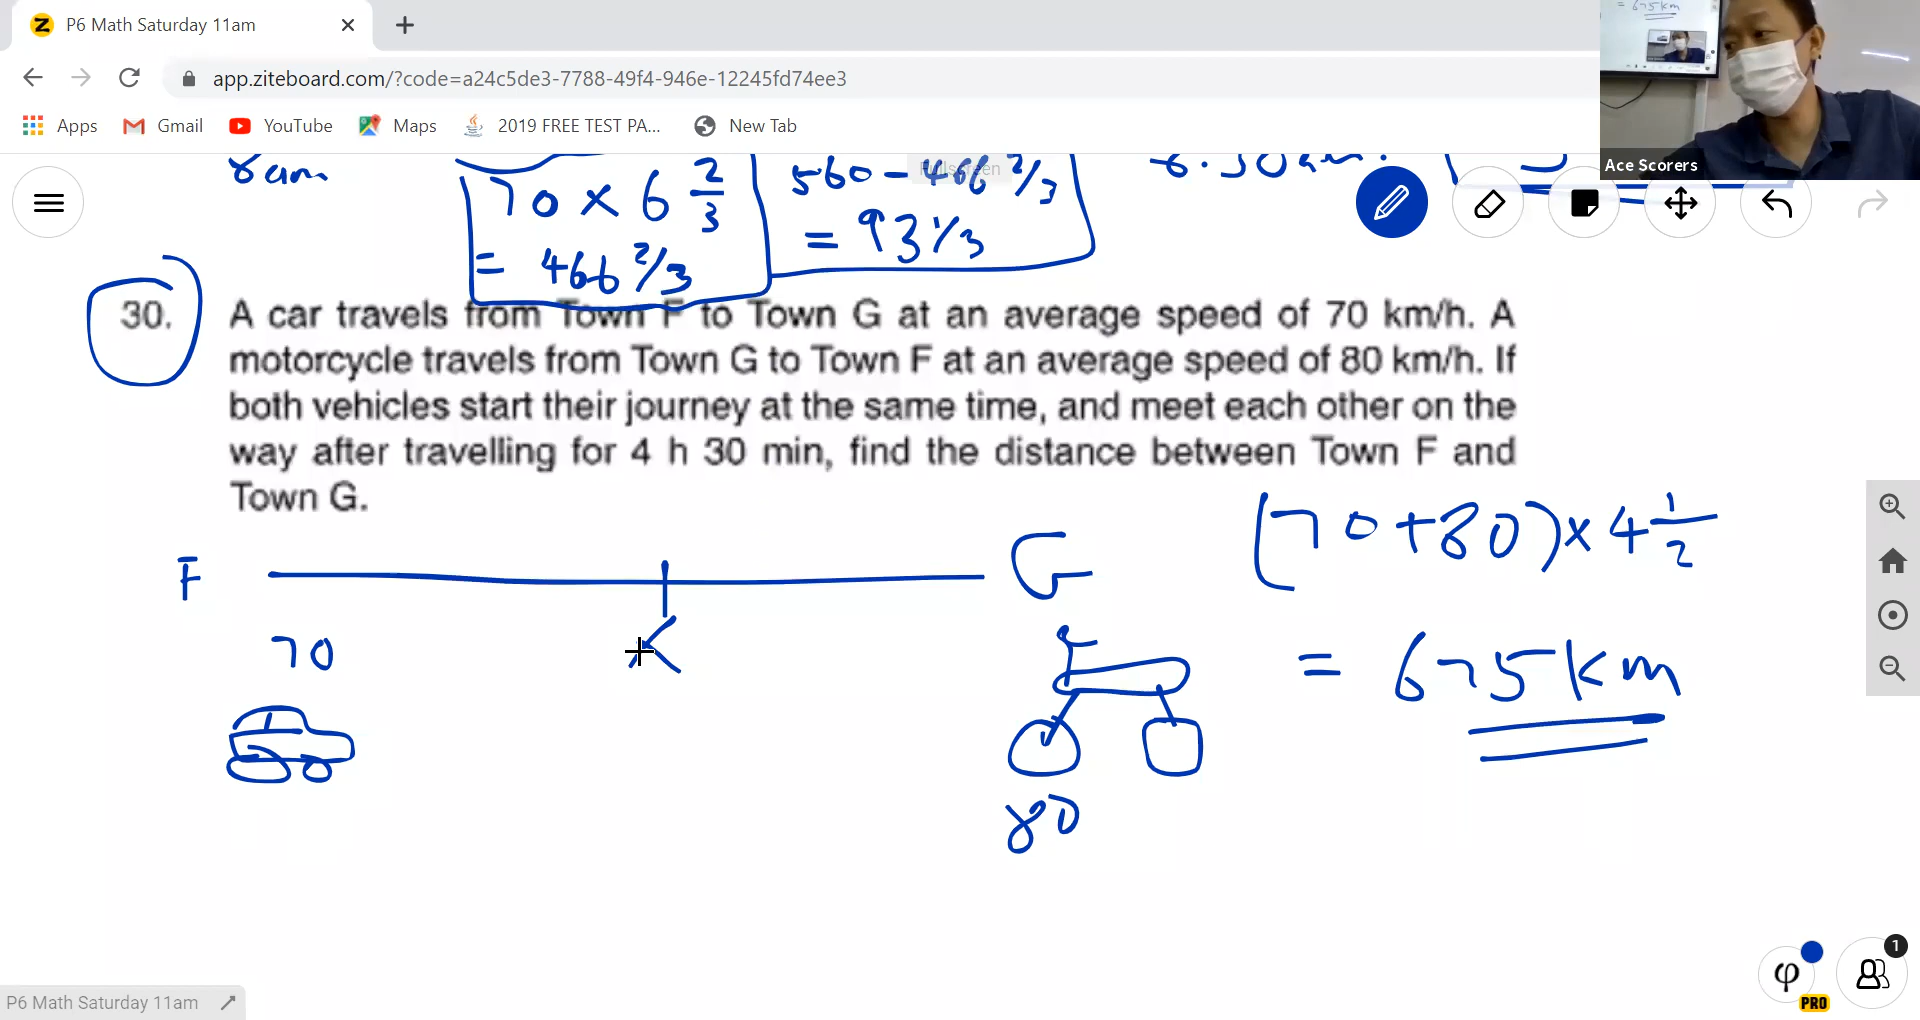 P6 Math Saturday 11am
app.ziteboard.com/?code=a24c5de3-7788-49f4-946e-12245fd74ee3
Apps Gmail YouTube Maps 2019 FREE TEST PA... New Tab
= 675km
Ace Scorers
8am
70 × 6 2/3
= 466 2/3
Fullscreen
560 - 466 2/3
= 93 1/3
30. A car travels from Town F to Town G at an average speed of 70 km/h. A
motorcycle travels from Town G to Town F at an average speed of 80 km/h. If
both vehicles start their journey at the same time, and meet each other on the
way after travelling for 4 h 30 min, find the distance between Town F and
Town G.
(70+80)× 4 1/2
= 675km
F G
70
80
1
φ
PRO
P6 Math Saturday 11am